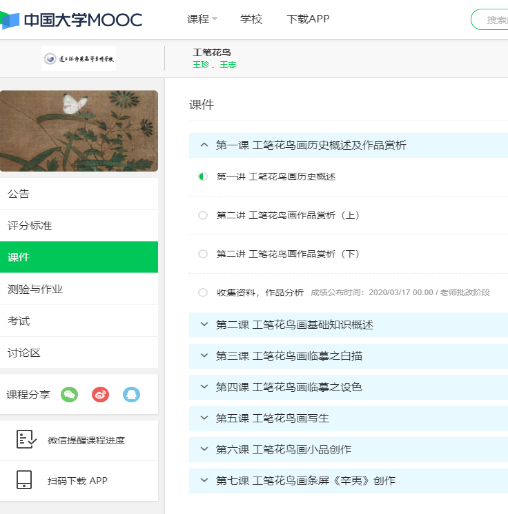 中国大学MOOC
课程
学校
下载APP
工笔花鸟
王珍、王志
课件
第一课 工笔花鸟画历史概述及作品赏析
第一讲 工笔花鸟画历史概述
第二讲 工笔花鸟画作品赏析（上）
第二讲 工笔花鸟画作品赏析（下）
收集资料，作品分析 成绩公布时间：2020/03/17 00:00 / 老师批改阶段
第二课 工笔花鸟画基础知识概述
第三课 工笔花鸟画临摹之白描
第四课 工笔花鸟画临摹之设色
第五课 工笔花鸟画写生
第六课 工笔花鸟画小品创作
第七课 工笔花鸟画条屏《辛夷》创作
公告
评分标准
课件
测验与作业
考试
讨论区
课程分享
微信提醒课程进度
扫码下载 APP